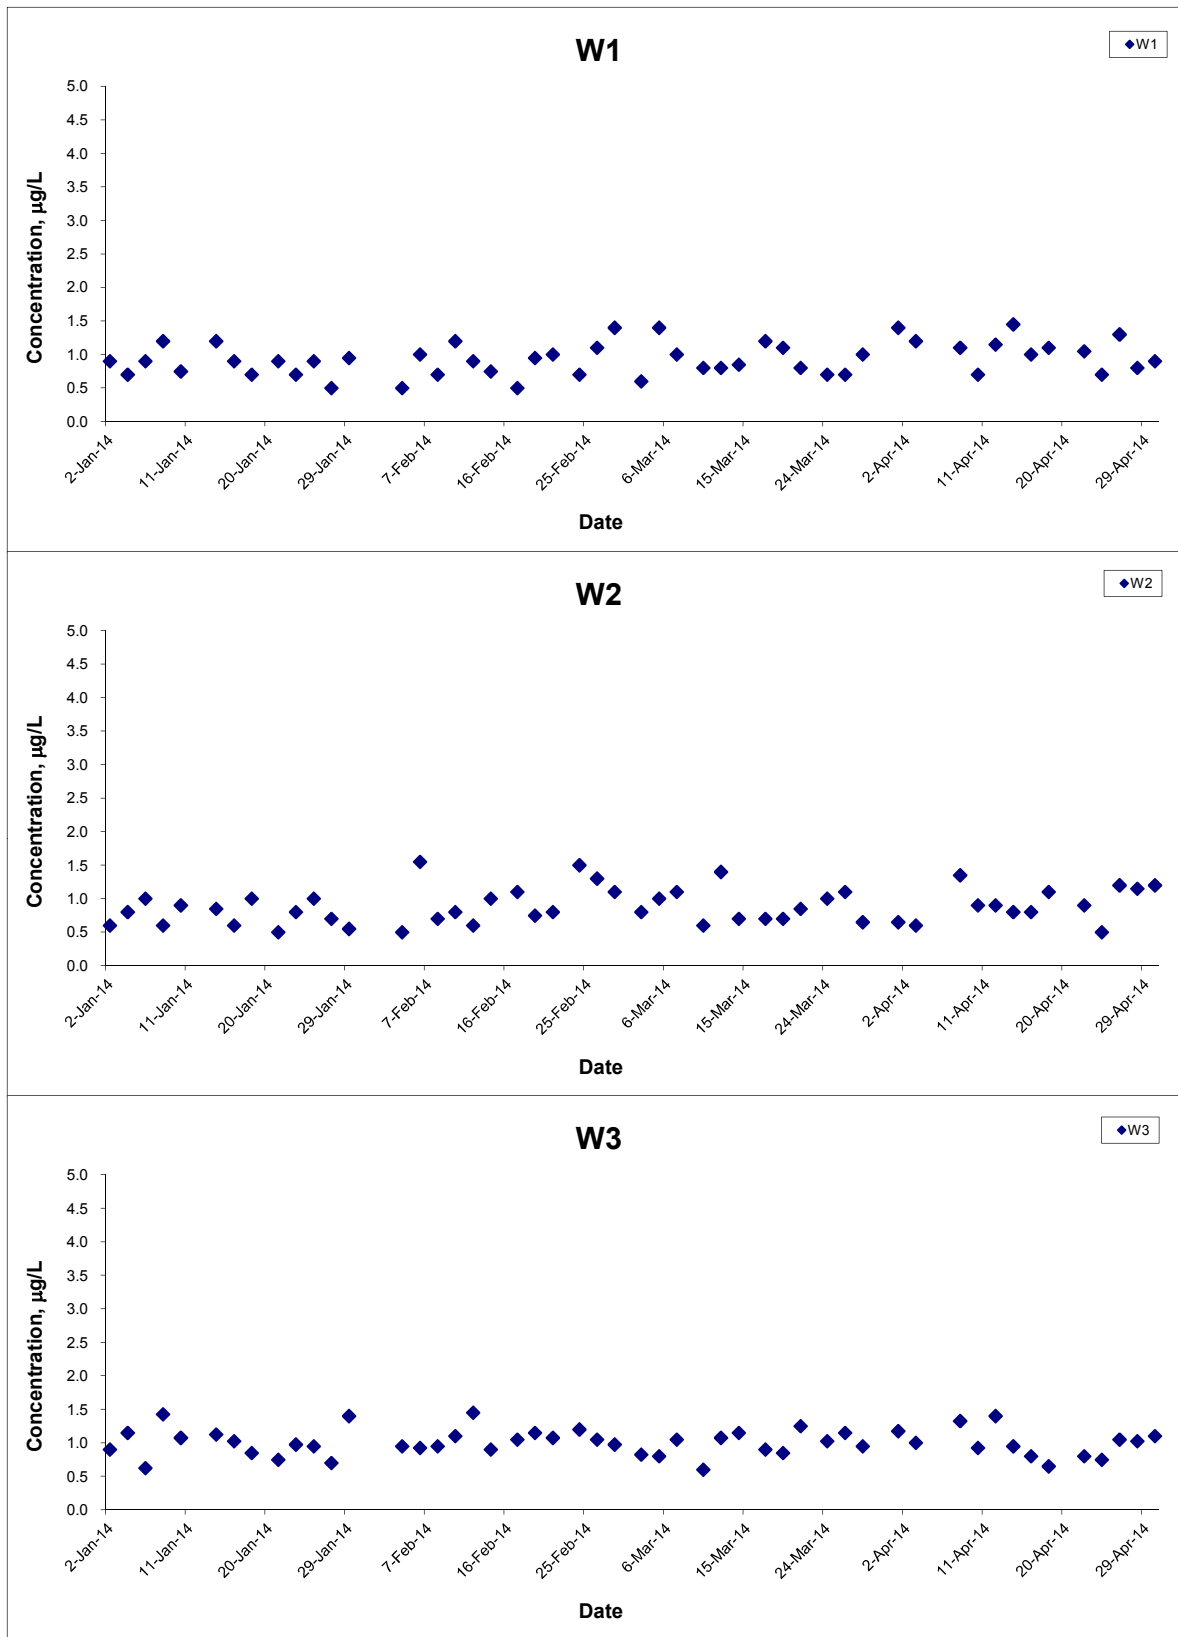 W1
W1
5.0
4.5
4.0
3.5
3.0
2.5
2.0
1.5
1.0
0.5
0.0
Concentration, µg/L
2-Jan-14
11-Jan-14
20-Jan-14
29-Jan-14
7-Feb-14
16-Feb-14
25-Feb-14
6-Mar-14
15-Mar-14
24-Mar-14
2-Apr-14
11-Apr-14
20-Apr-14
29-Apr-14
Date
W2
W2
5.0
4.5
4.0
3.5
3.0
2.5
2.0
1.5
1.0
0.5
0.0
Concentration, µg/L
2-Jan-14
11-Jan-14
20-Jan-14
29-Jan-14
7-Feb-14
16-Feb-14
25-Feb-14
6-Mar-14
15-Mar-14
24-Mar-14
2-Apr-14
11-Apr-14
20-Apr-14
29-Apr-14
Date
W3
W3
5.0
4.5
4.0
3.5
3.0
2.5
2.0
1.5
1.0
0.5
0.0
Concentration, µg/L
2-Jan-14
11-Jan-14
20-Jan-14
29-Jan-14
7-Feb-14
16-Feb-14
25-Feb-14
6-Mar-14
15-Mar-14
24-Mar-14
2-Apr-14
11-Apr-14
20-Apr-14
29-Apr-14
Date